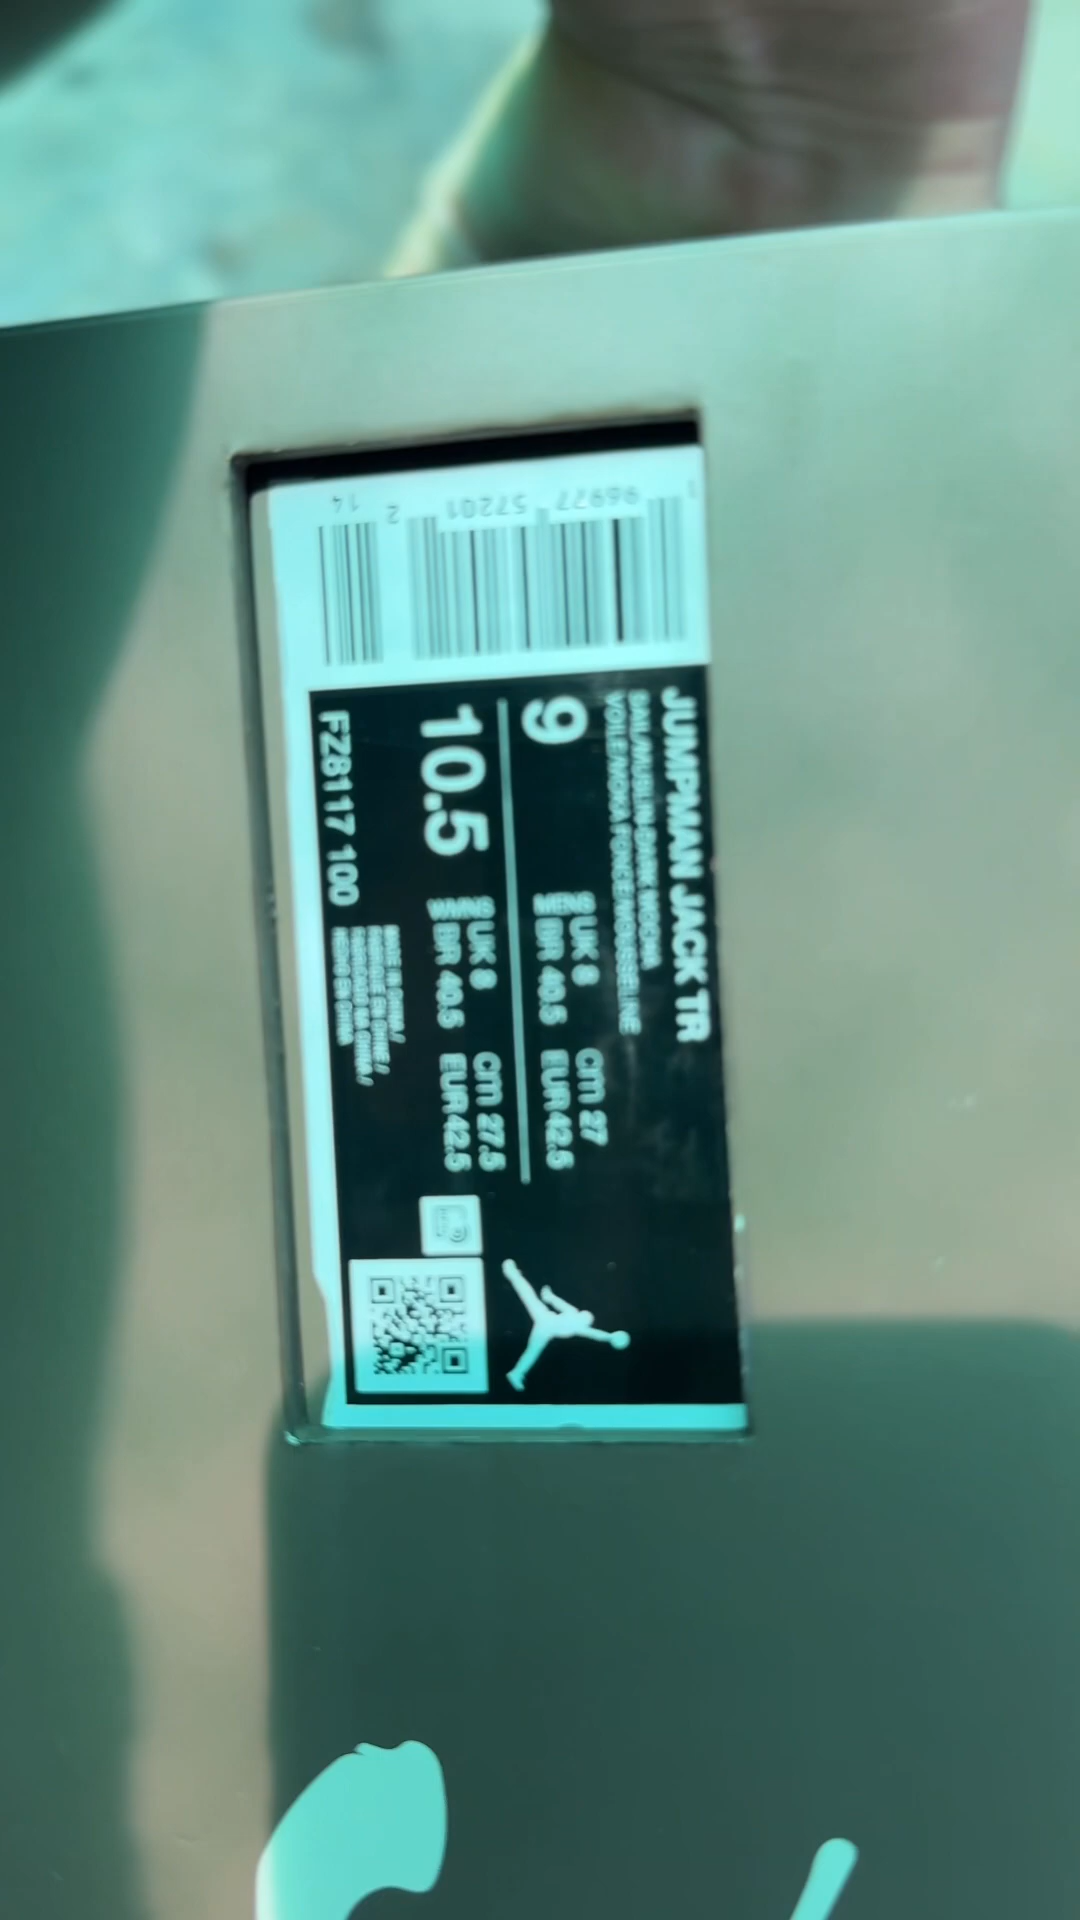 JUMPMAN JACK TR
SAIL/MUSLIN-DARK MOCHA
VOILE/MOKA FONCE/MOUSSELINE
9
MENS
UK 8
cm 27
BR 40.5
EUR 42.5
10.5
WMNS
UK 8
cm 27.5
BR 40.5
EUR 42.5
FZ8117 100
MADE IN CHINA/
FABRIQUE EN CHINE/
HECHO EN CHINA
1 96977 57201 2 14